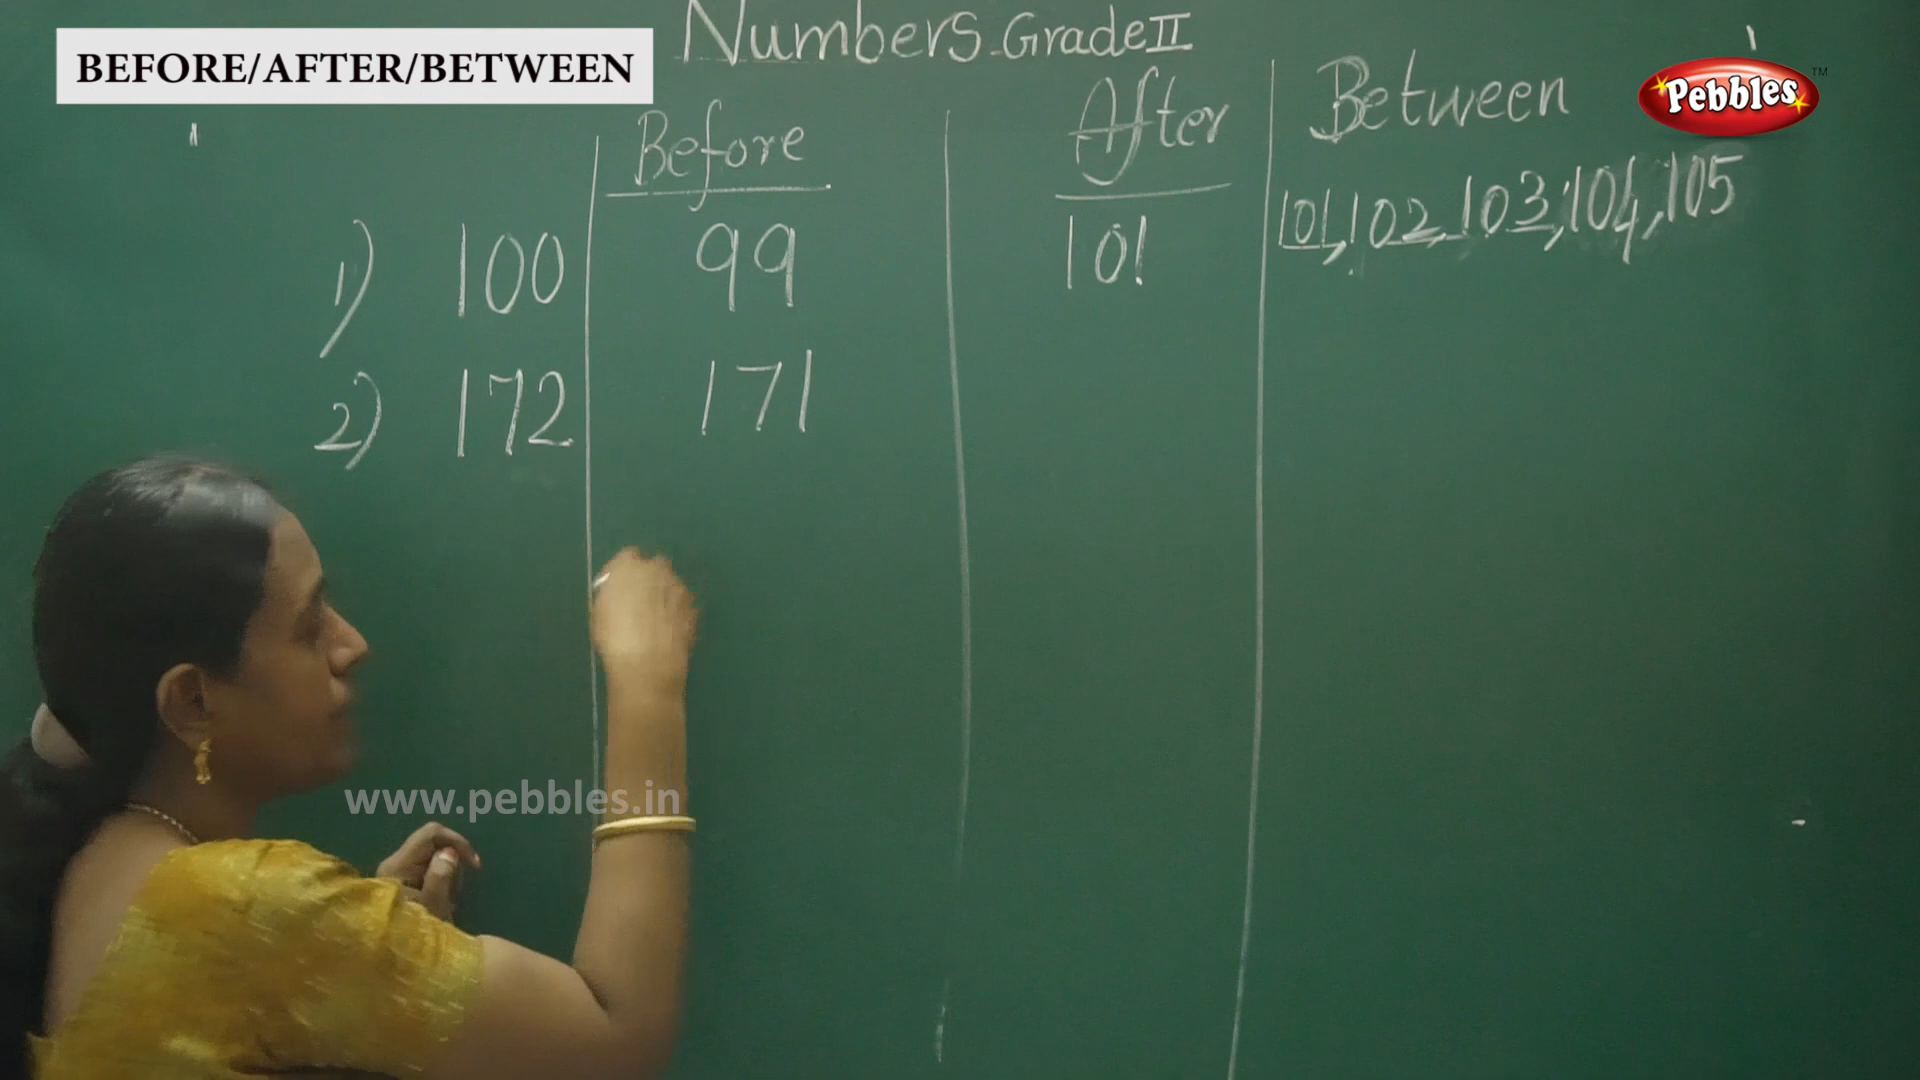 BEFORE/AFTER/BETWEEN
Numbers Grade II
Pebbles™
Before After Between
1) 100 99 101 101, 102, 103, 104, 105
2) 172 171
www.pebbles.in